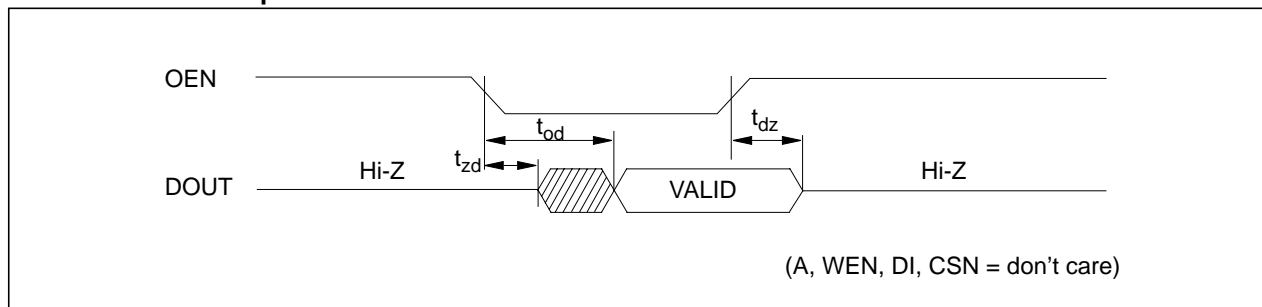 OEN
t_od
t_dz
t_zd
Hi-Z
Hi-Z
DOUT
VALID
(A, WEN, DI, CSN = don't care)